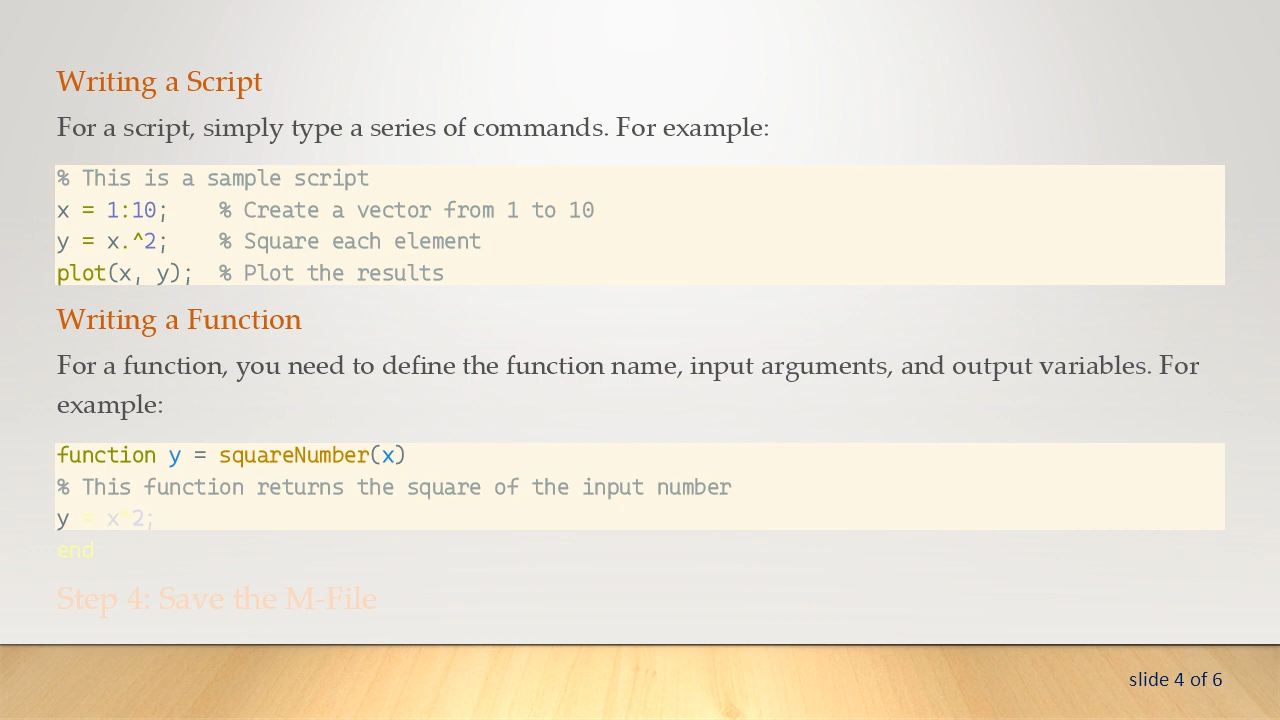 Writing a Script
For a script, simply type a series of commands. For example:
% This is a sample script
x = 1:10;    % Create a vector from 1 to 10
y = x.^2;    % Square each element
plot(x, y);  % Plot the results
Writing a Function
For a function, you need to define the function name, input arguments, and output variables. For
example:
function y = squareNumber(x)
% This function returns the square of the input number
y = x^2;
end
Step 4: Save the M-File
slide 4 of 6